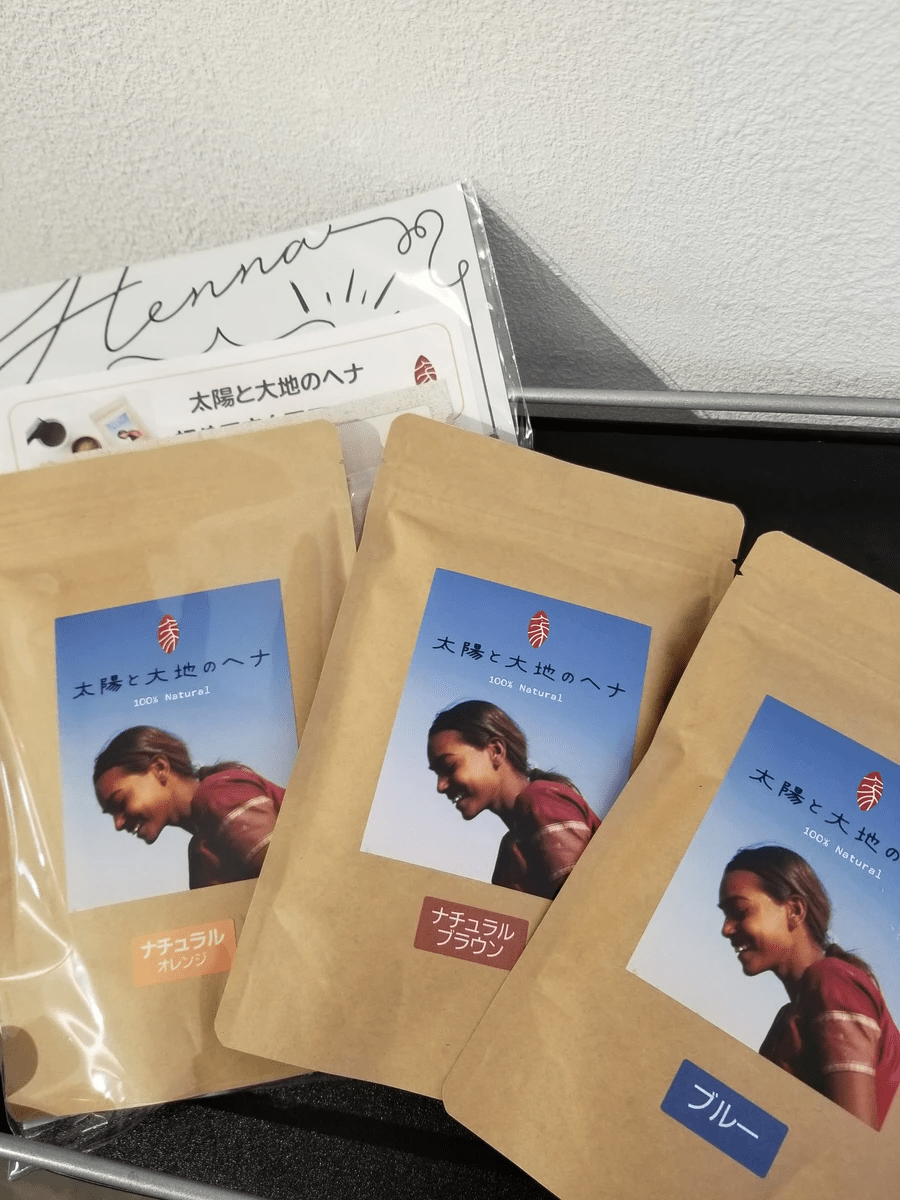 Henna
太陽と大地のヘナ
太陽と大地のヘナ
100% Natural
ナチュラル
オレンジ
太陽と大地のヘナ
100% Natural
ナチュラル
ブラウン
太陽と大地の
100% Natural
ブルー